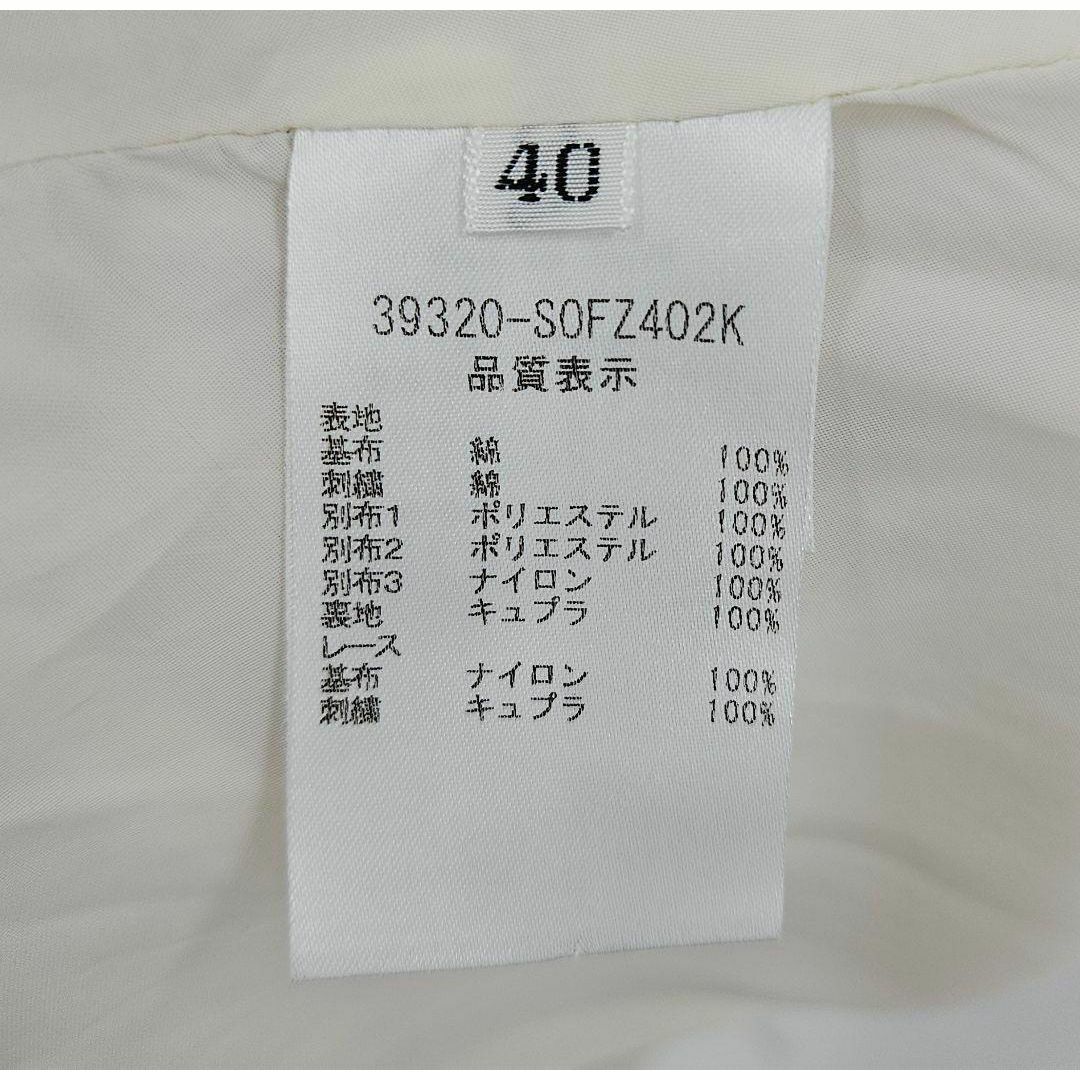 40
39320-S0FZ402K
品質表示
表地
基布 綿 100%
刺繍 綿 100%
別布1 ポリエステル 100%
別布2 ポリエステル 100%
別布3 ナイロン 100%
裏地 キュプラ 100%
レース
基布 ナイロン 100%
刺繍 キュプラ 100%